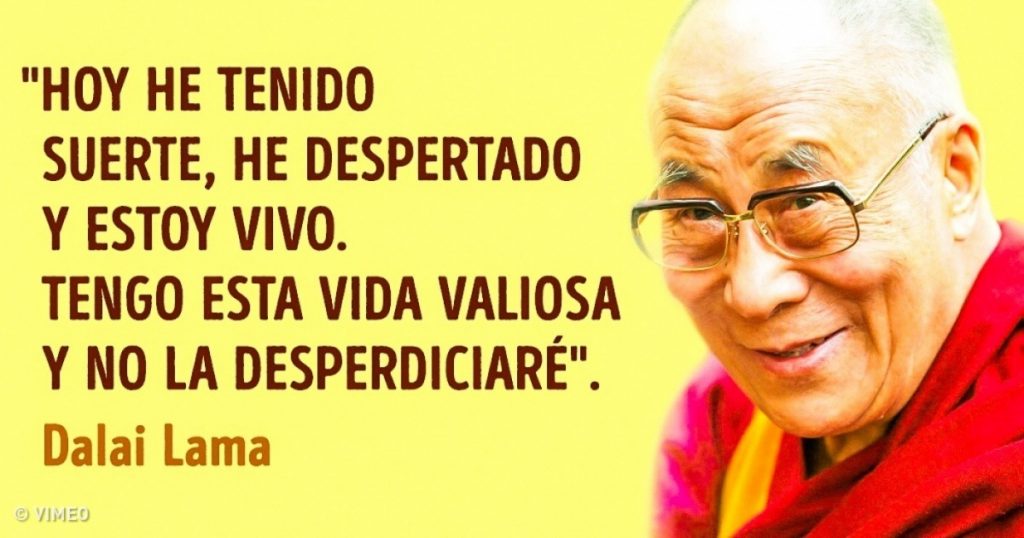 "HOY HE TENIDO
SUERTE, HE DESPERTADO
Y ESTOY VIVO.
TENGO ESTA VIDA VALIOSA
Y NO LA DESPERDICIARÉ".
Dalai Lama
© VIMEO